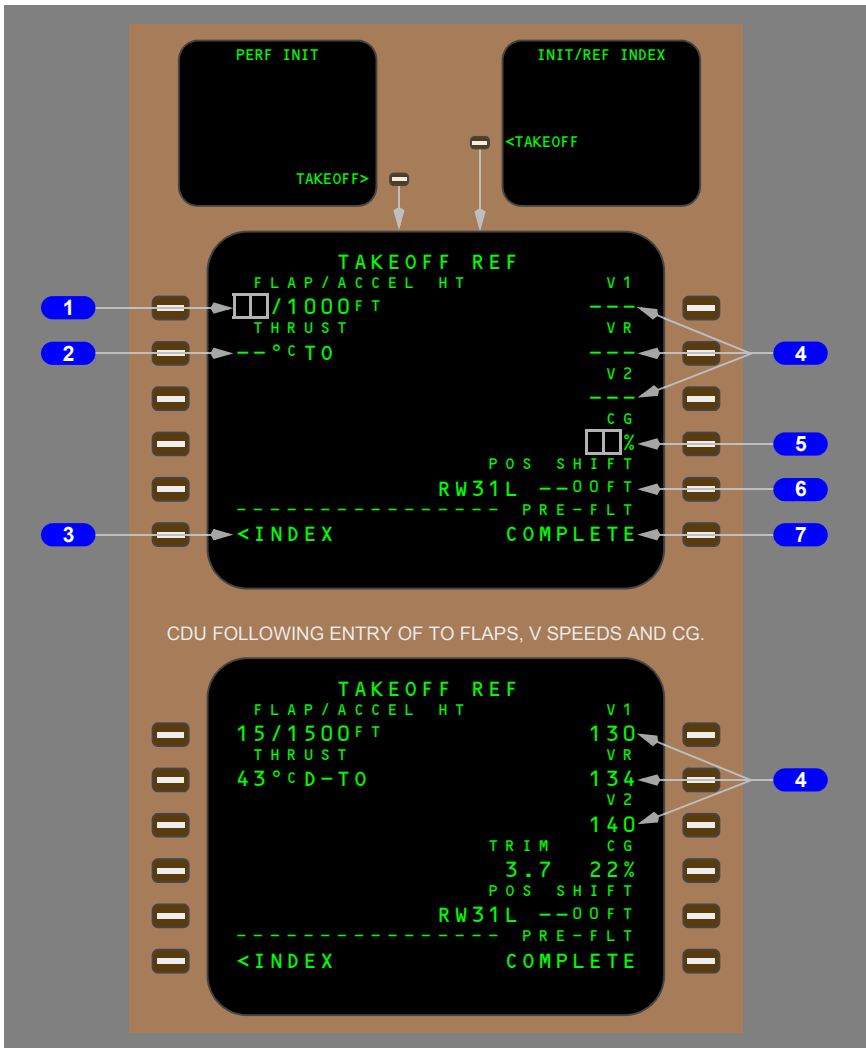 PERF INIT
INIT/REF INDEX
<TAKEOFF
TAKEOFF>
TAKEOFF REF
FLAP/ACCEL HT V1
1 □□/1000FT ---
THRUST VR
2 --°C TO --- 4
V2
---
CG
□□% 5
POS SHIFT
RW31L --00FT 6
---------------- PRE-FLT
3 <INDEX COMPLETE 7
CDU FOLLOWING ENTRY OF TO FLAPS, V SPEEDS AND CG.
TAKEOFF REF
FLAP/ACCEL HT V1
15/1500FT 130
THRUST VR
43°C D-TO 134 4
V2
140
TRIM CG
3.7 22%
POS SHIFT
RW31L --00FT
---------------- PRE-FLT
<INDEX COMPLETE